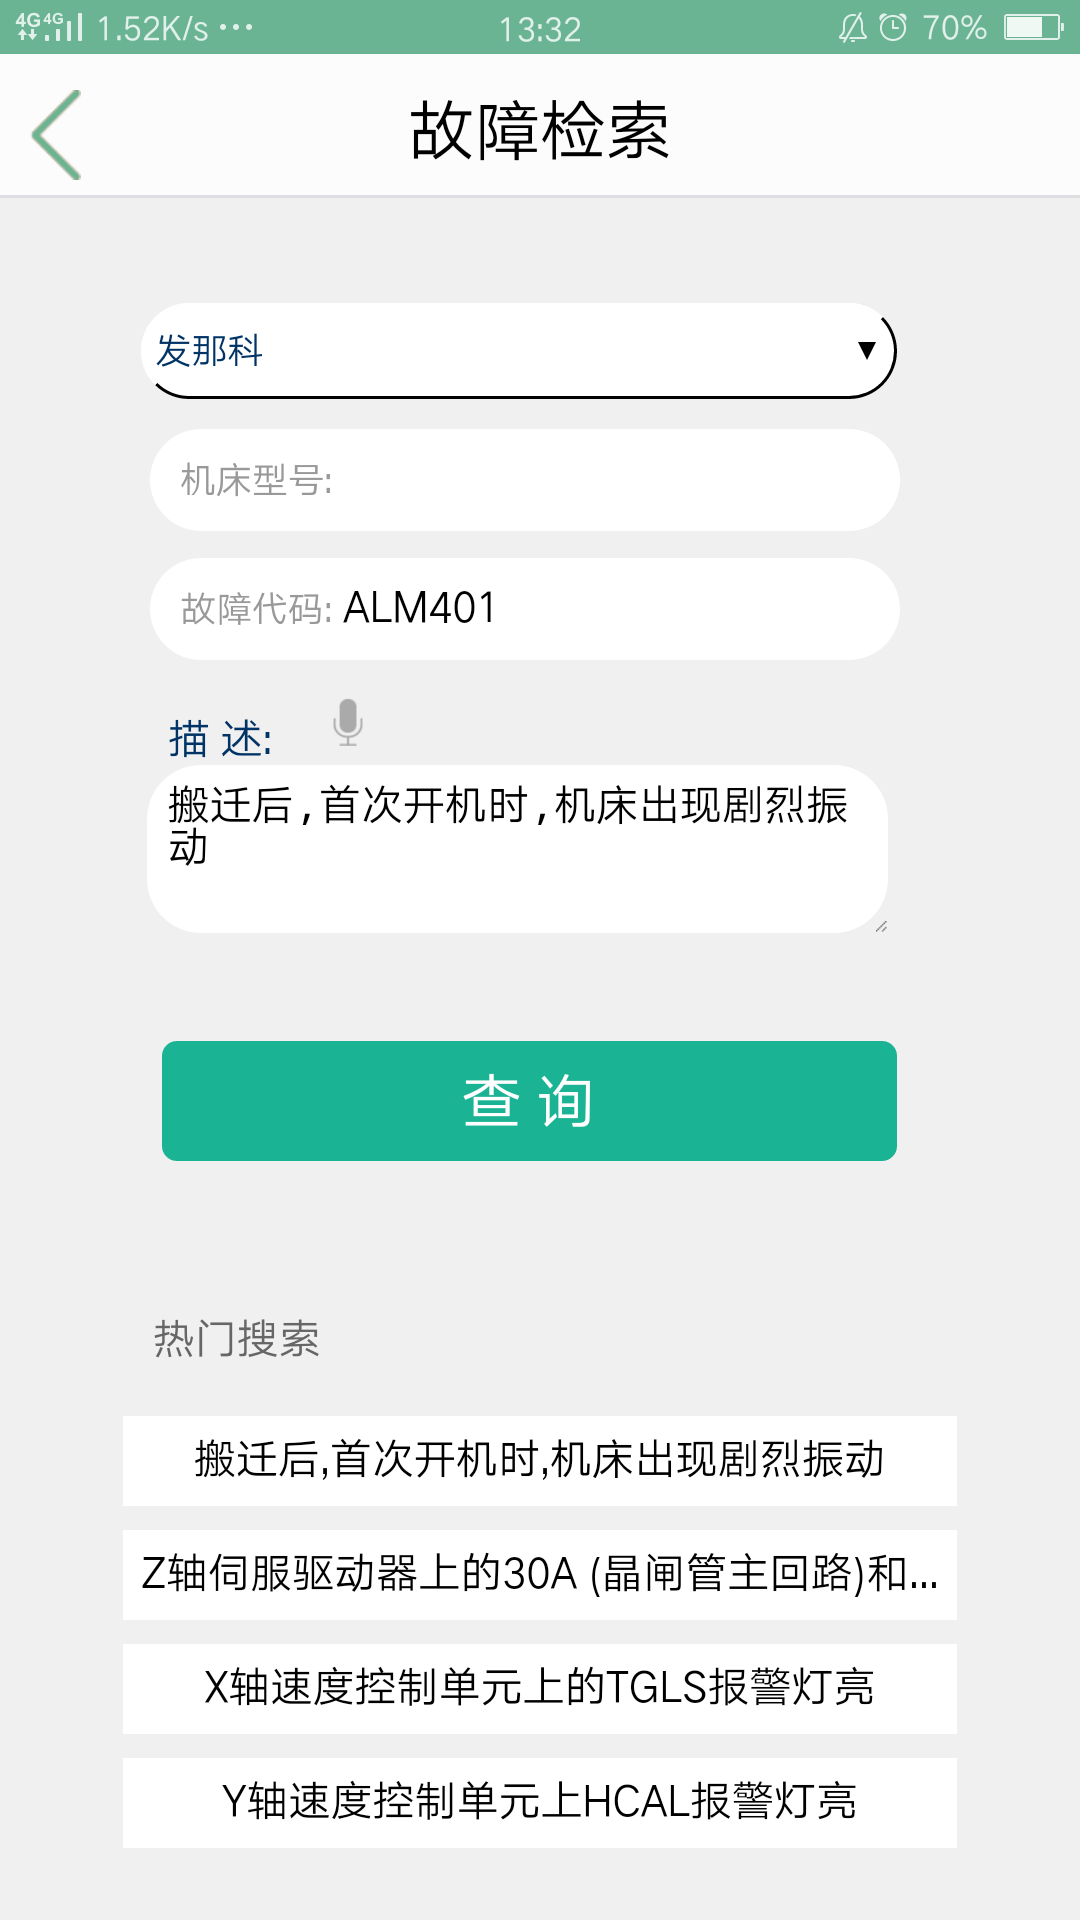 4G 4G 1.52K/s ··· 13:32 70%
故障检索
发那科 ▼
机床型号:
故障代码: ALM401
描 述:
搬迁后,首次开机时,机床出现剧烈振
动
查 询
热门搜索
搬迁后,首次开机时,机床出现剧烈振动
Z轴伺服驱动器上的30A (晶闸管主回路)和...
X轴速度控制单元上的TGLS报警灯亮
Y轴速度控制单元上HCAL报警灯亮